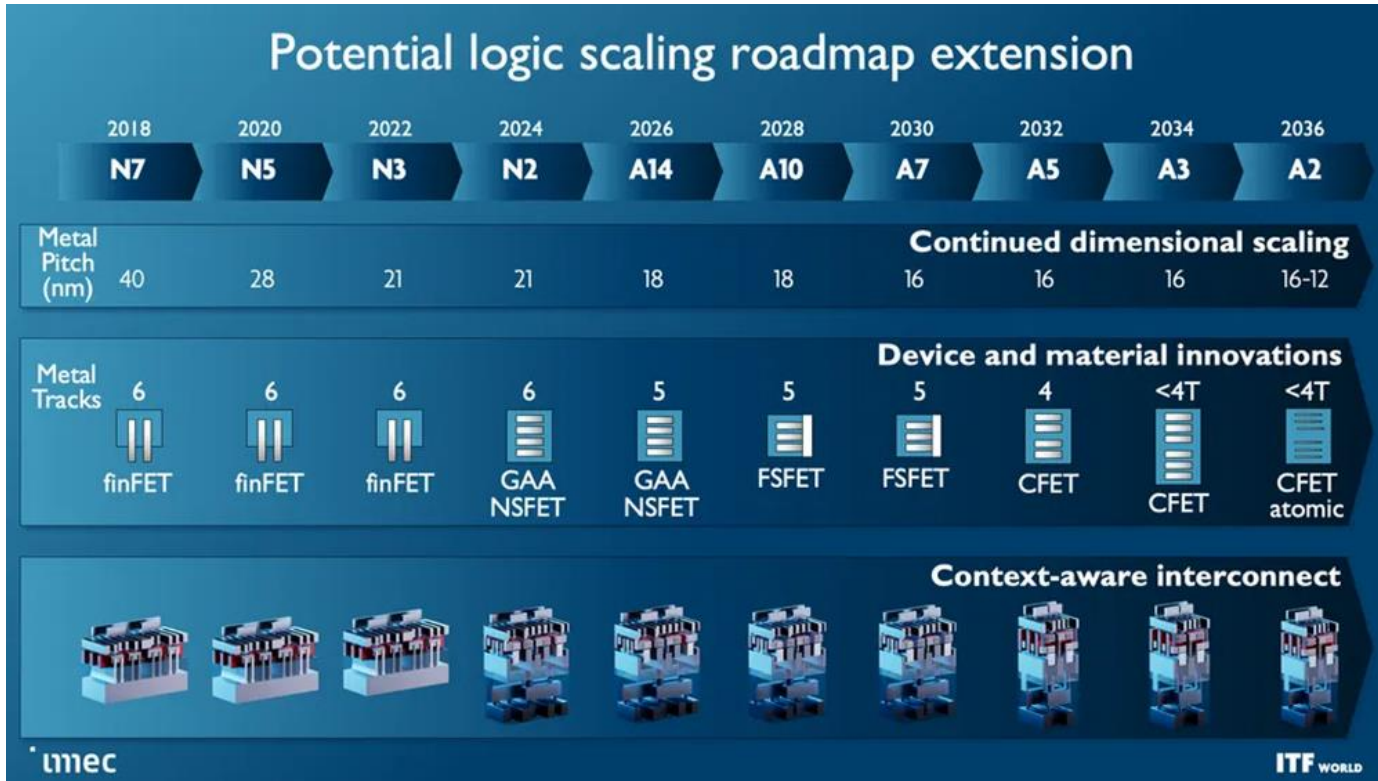 Potential logic scaling roadmap extension
2018 2020 2022 2024 2026 2028 2030 2032 2034 2036
N7 N5 N3 N2 A14 A10 A7 A5 A3 A2
Continued dimensional scaling
Metal
Pitch
(nm)
40 28 21 21 18 18 16 16 16 16-12
Device and material innovations
Metal
Tracks
6 6 6 6 5 5 5 4 <4T <4T
finFET finFET finFET GAA NSFET GAA NSFET FSFET FSFET CFET CFET CFET atomic
Context-aware interconnect
imec
ITF WORLD